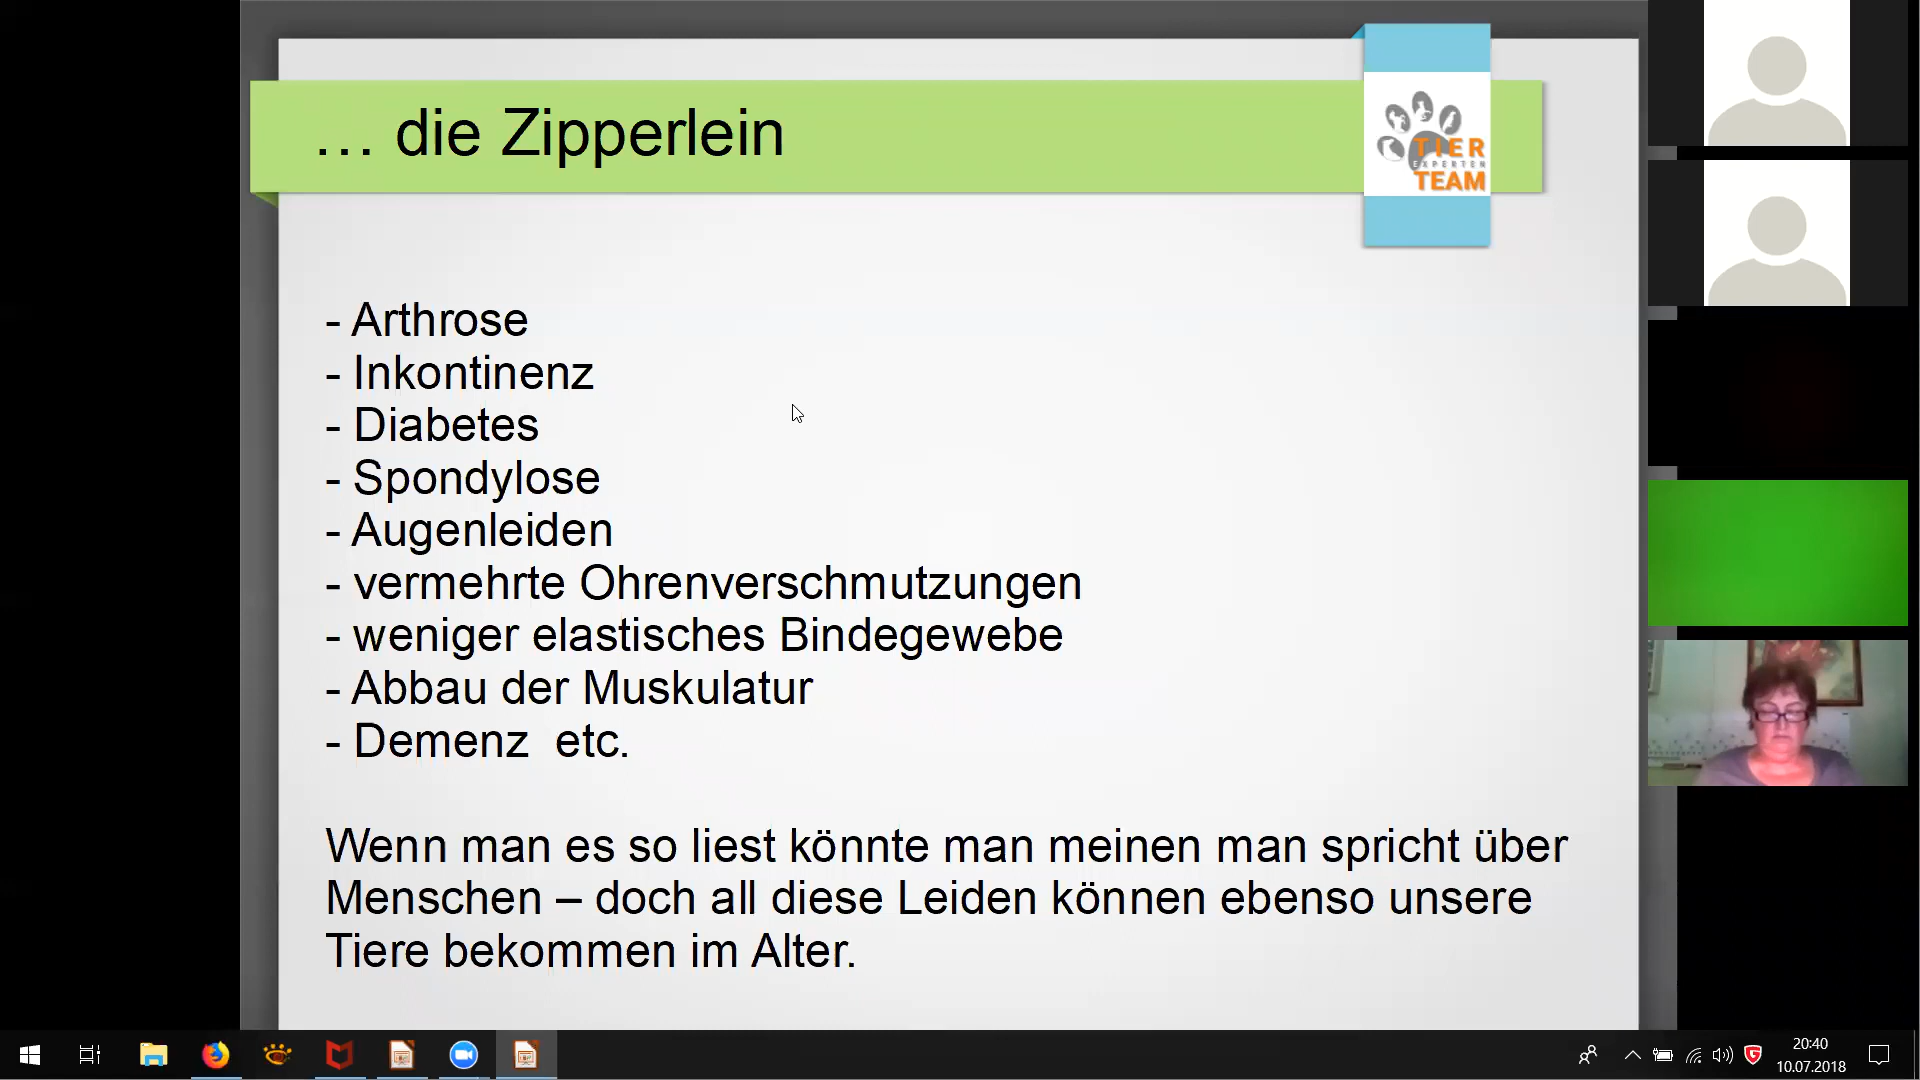 … die Zipperlein
TIER
EXPERTEN
TEAM
- Arthrose
- Inkontinenz
- Diabetes
- Spondylose
- Augenleiden
- vermehrte Ohrenverschmutzungen
- weniger elastisches Bindegewebe
- Abbau der Muskulatur
- Demenz  etc.
Wenn man es so liest könnte man meinen man spricht über
Menschen – doch all diese Leiden können ebenso unsere
Tiere bekommen im Alter.
20:40
10.07.2018